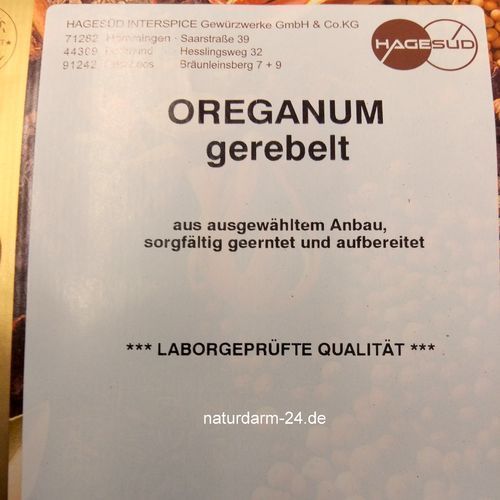 HAGESÜD INTERSPICE Gewürzwerke GmbH & Co.KG
71282 Hemmingen · Saarstraße 39
44309 Dortmund · Hesslingsweg 32
91242 Bräunleinsberg 7 + 9
HAGESÜD
OREGANUM
gerebelt
aus ausgewähltem Anbau,
sorgfältig geerntet und aufbereitet
*** LABORGEPRÜFTE QUALITÄT ***
naturdarm-24.de